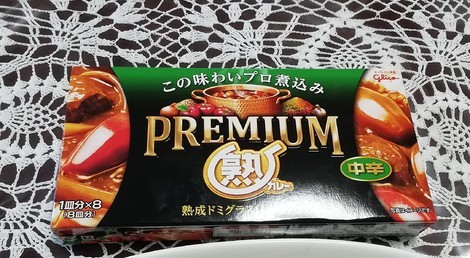 この味わいプロ煮込み
glico
PREMIUM
熟
カレー
中辛
1皿分×8
(8皿分)
熟成ドミグラ